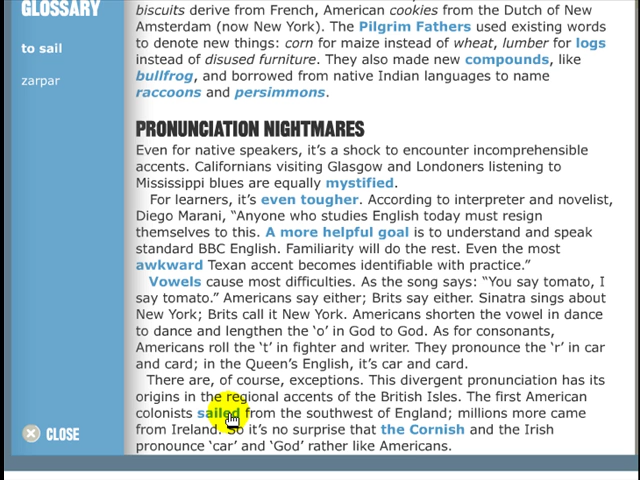 GLOSSARY
to sail
zarpar
biscuits derive from French, American cookies from the Dutch of New
Amsterdam (now New York). The Pilgrim Fathers used existing words
to denote new things: corn for maize instead of wheat, lumber for logs
instead of disused furniture. They also made new compounds, like
bullfrog, and borrowed from native Indian languages to name
raccoons and persimmons.
PRONUNCIATION NIGHTMARES
Even for native speakers, it's a shock to encounter incomprehensible
accents. Californians visiting Glasgow and Londoners listening to
Mississippi blues are equally mystified.
For learners, it's even tougher. According to interpreter and novelist,
Diego Marani, “Anyone who studies English today must resign
themselves to this. A more helpful goal is to understand and speak
standard BBC English. Familiarity will do the rest. Even the most
awkward Texan accent becomes identifiable with practice.”
Vowels cause most difficulties. As the song says: “You say tomato, I
say tomato.” Americans say either; Brits say either. Sinatra sings about
New York; Brits call it New York. Americans shorten the vowel in dance
to dance and lengthen the ‘o’ in God to God. As for consonants,
Americans roll the ‘t’ in fighter and writer. They pronounce the ‘r’ in car
and card; in the Queen's English, it's car and card.
There are, of course, exceptions. This divergent pronunciation has its
origins in the regional accents of the British Isles. The first American
colonists sailed from the southwest of England; millions more came
from Ireland. So it's no surprise that the Cornish and the Irish
pronounce ‘car’ and ‘God’ rather like Americans.
CLOSE